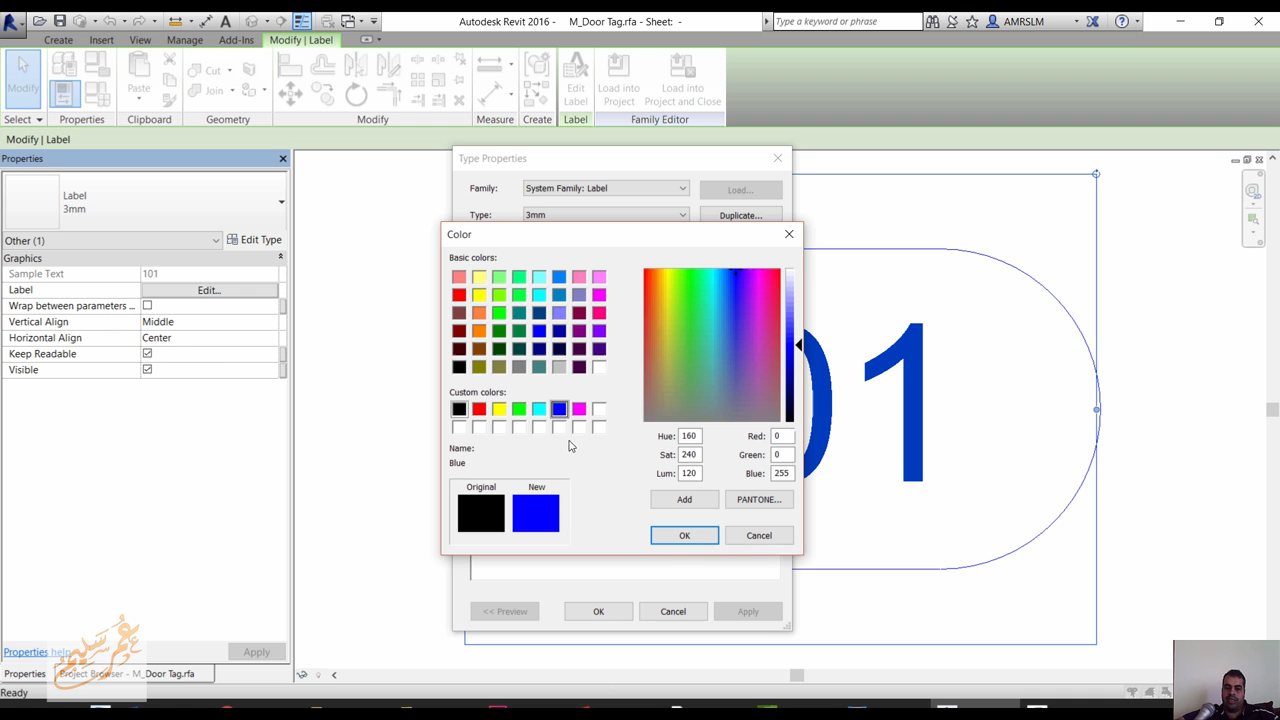 Autodesk Revit 2016 - M_Door Tag.rfa - Sheet: -
Type a keyword or phrase
AMRSLM
Create Insert View Manage Add-Ins Modify | Label
Modify
Cut
Join
Paste
Edit
Label
Load into
Project
Load into
Project and Close
Select Properties Clipboard Geometry Modify Measure Create Label Family Editor
Modify | Label
Properties
Label
3mm
Other (1)
Edit Type
Graphics
Sample Text 101
Label Edit...
Wrap between parameters ...
Vertical Align Middle
Horizontal Align Center
Keep Readable
Visible
Properties help
Apply
Properties
Project Browser - M_Door Tag.rfa
Ready
Type Properties
Family: System Family: Label Load...
Type: 3mm Duplicate...
Color
Basic colors:
Custom colors:
Name:
Blue
Original New
Hue: 160 Red: 0
Sat: 240 Green: 0
Lum: 120 Blue: 255
Add PANTONE...
OK Cancel
<< Preview OK Cancel Apply
01
عمر سليم